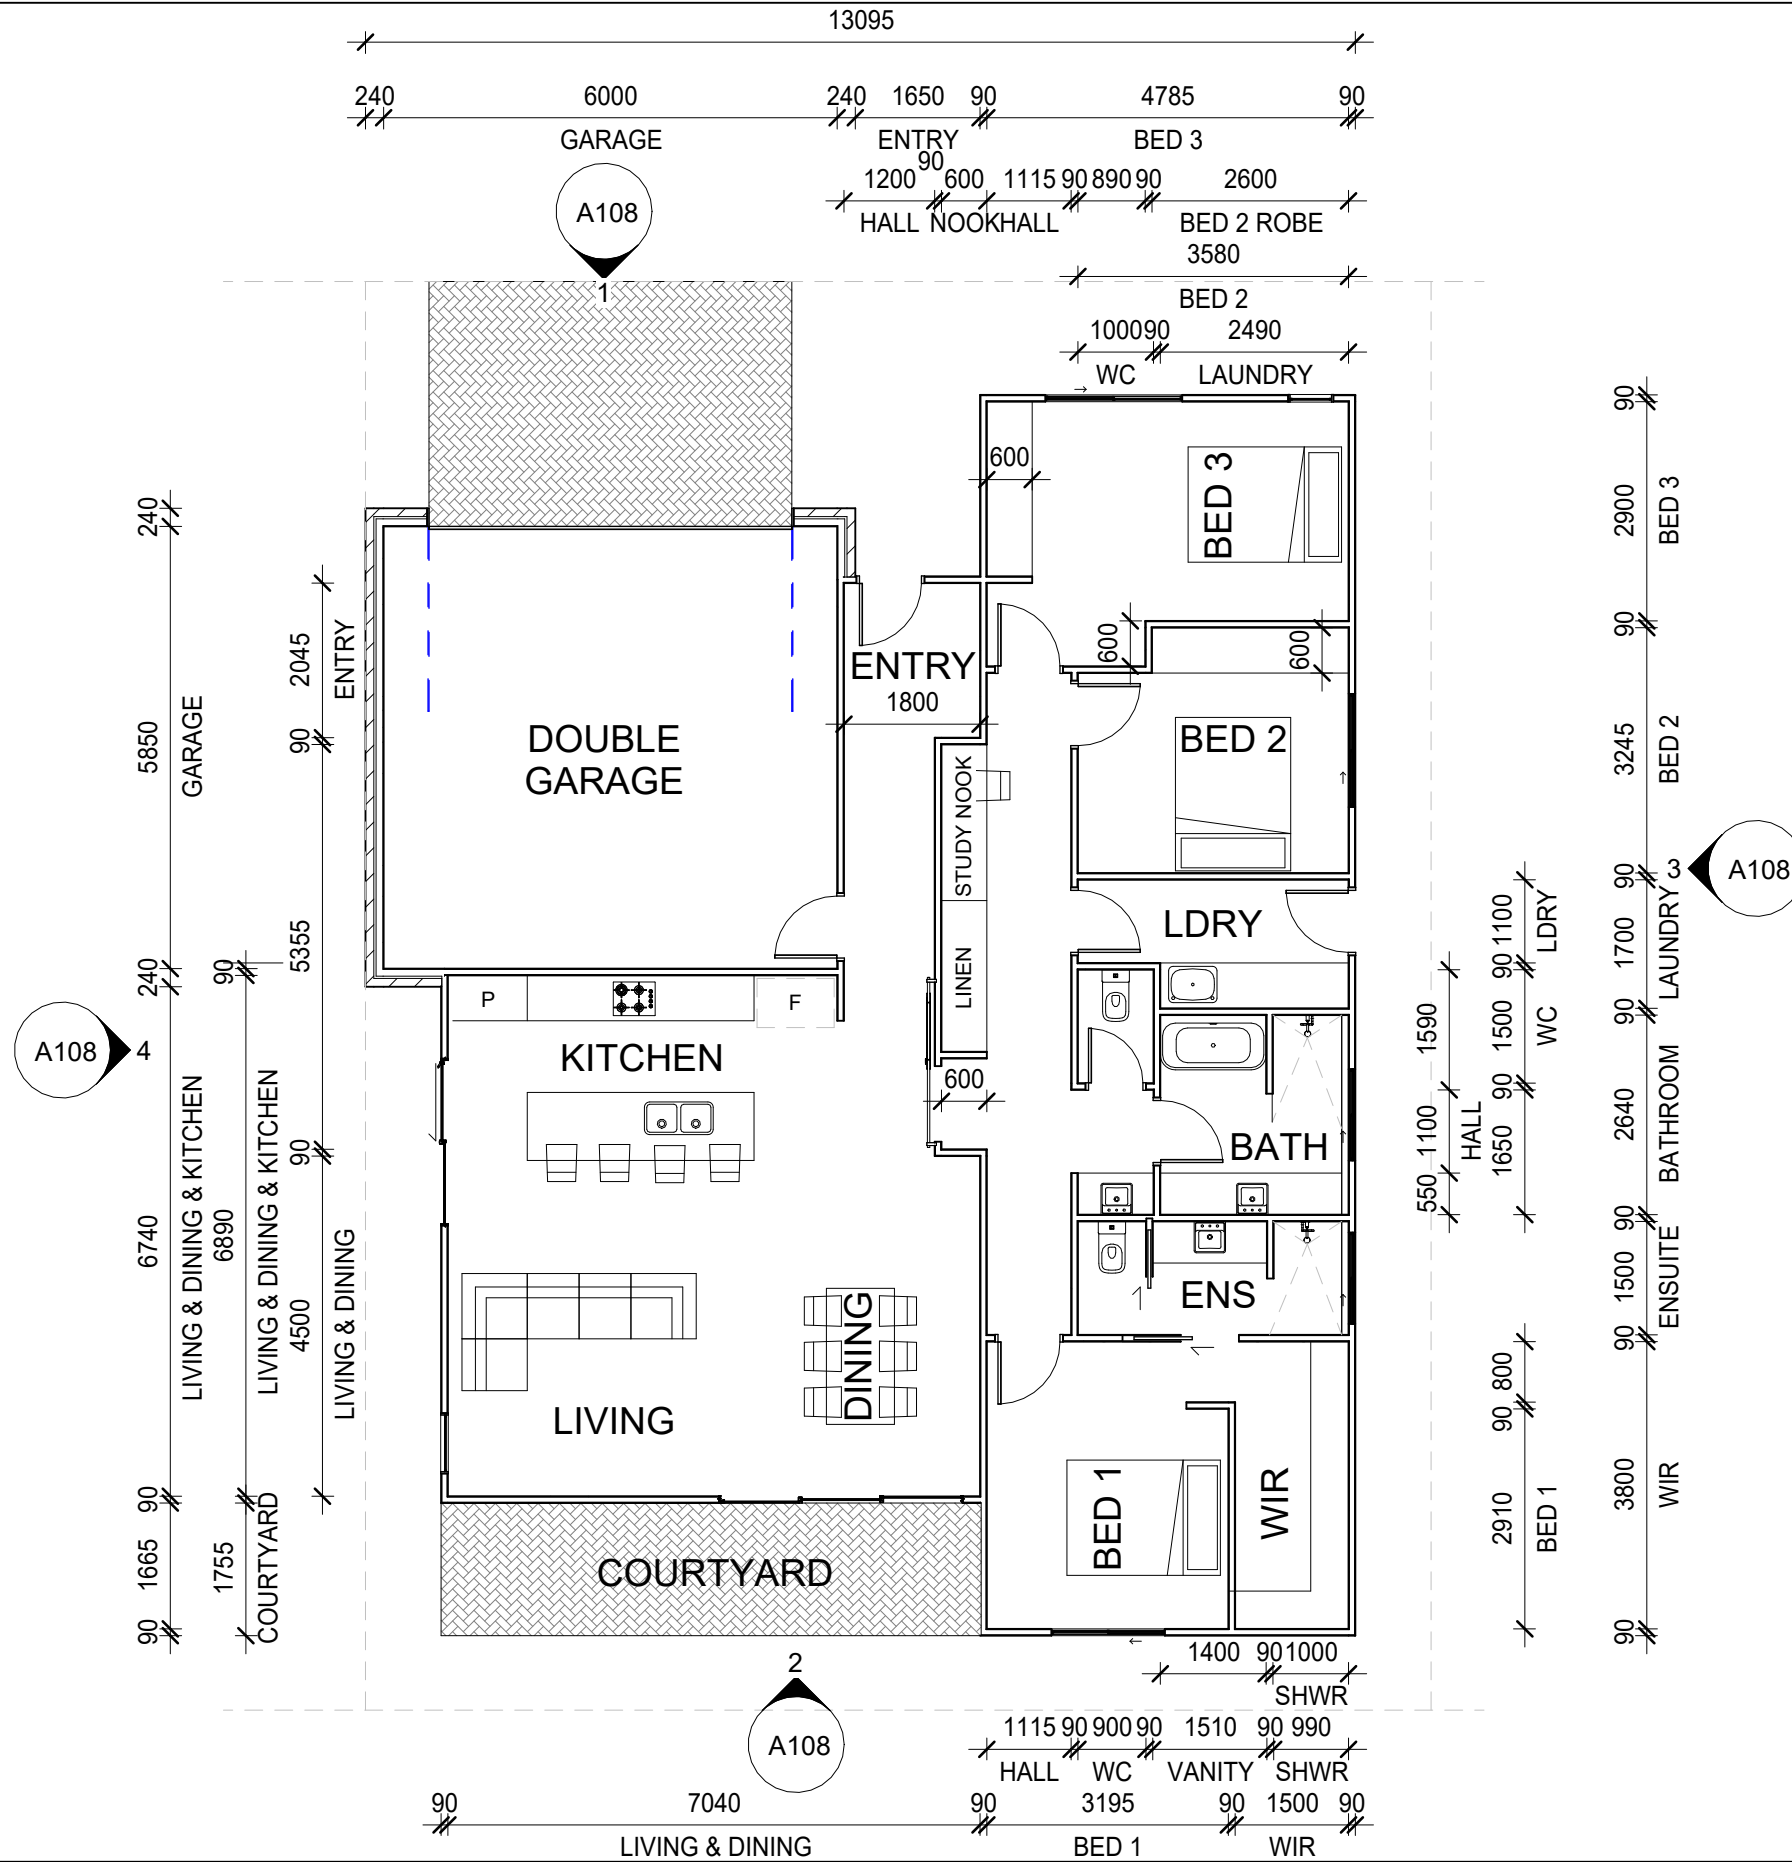 13095
240 6000 240 1650 90 4785 90
GARAGE ENTRY BED 3
90
1200 600 1115 90 890 90 2600
HALL NOOK HALL BED 2 ROBE
A108
1
3580
BED 2
1000 90 2490
WC LAUNDRY
240
5850
GARAGE
240
6740
LIVING & DINING & KITCHEN
90
1665
90
90
6890
LIVING & DINING & KITCHEN
1755
COURTYARD
2045
ENTRY
90
5355
90
4500
LIVING & DINING
A108
4
600
BED 3
600
600
ENTRY
1800
DOUBLE
GARAGE
BED 2
STUDY NOOK
LINEN
LDRY
P
F
KITCHEN
600
BATH
ENS
DINING
LIVING
BED 1
WIR
COURTYARD
90
2900
BED 3
90
3245
BED 2
90
1700
LAUNDRY
90
2640
BATHROOM
90
1500
ENSUITE
90
3800
WIR
90
3
A108
1100
LDRY
90
1500
WC
90
1650
1590
1100
HALL
550
800
90
2910
BED 1
2
A108
1400 90 1000
SHWR
1115 90 900 90 1510 90 990
HALL WC VANITY SHWR
90 7040 90 3195 90 1500 90
LIVING & DINING BED 1 WIR